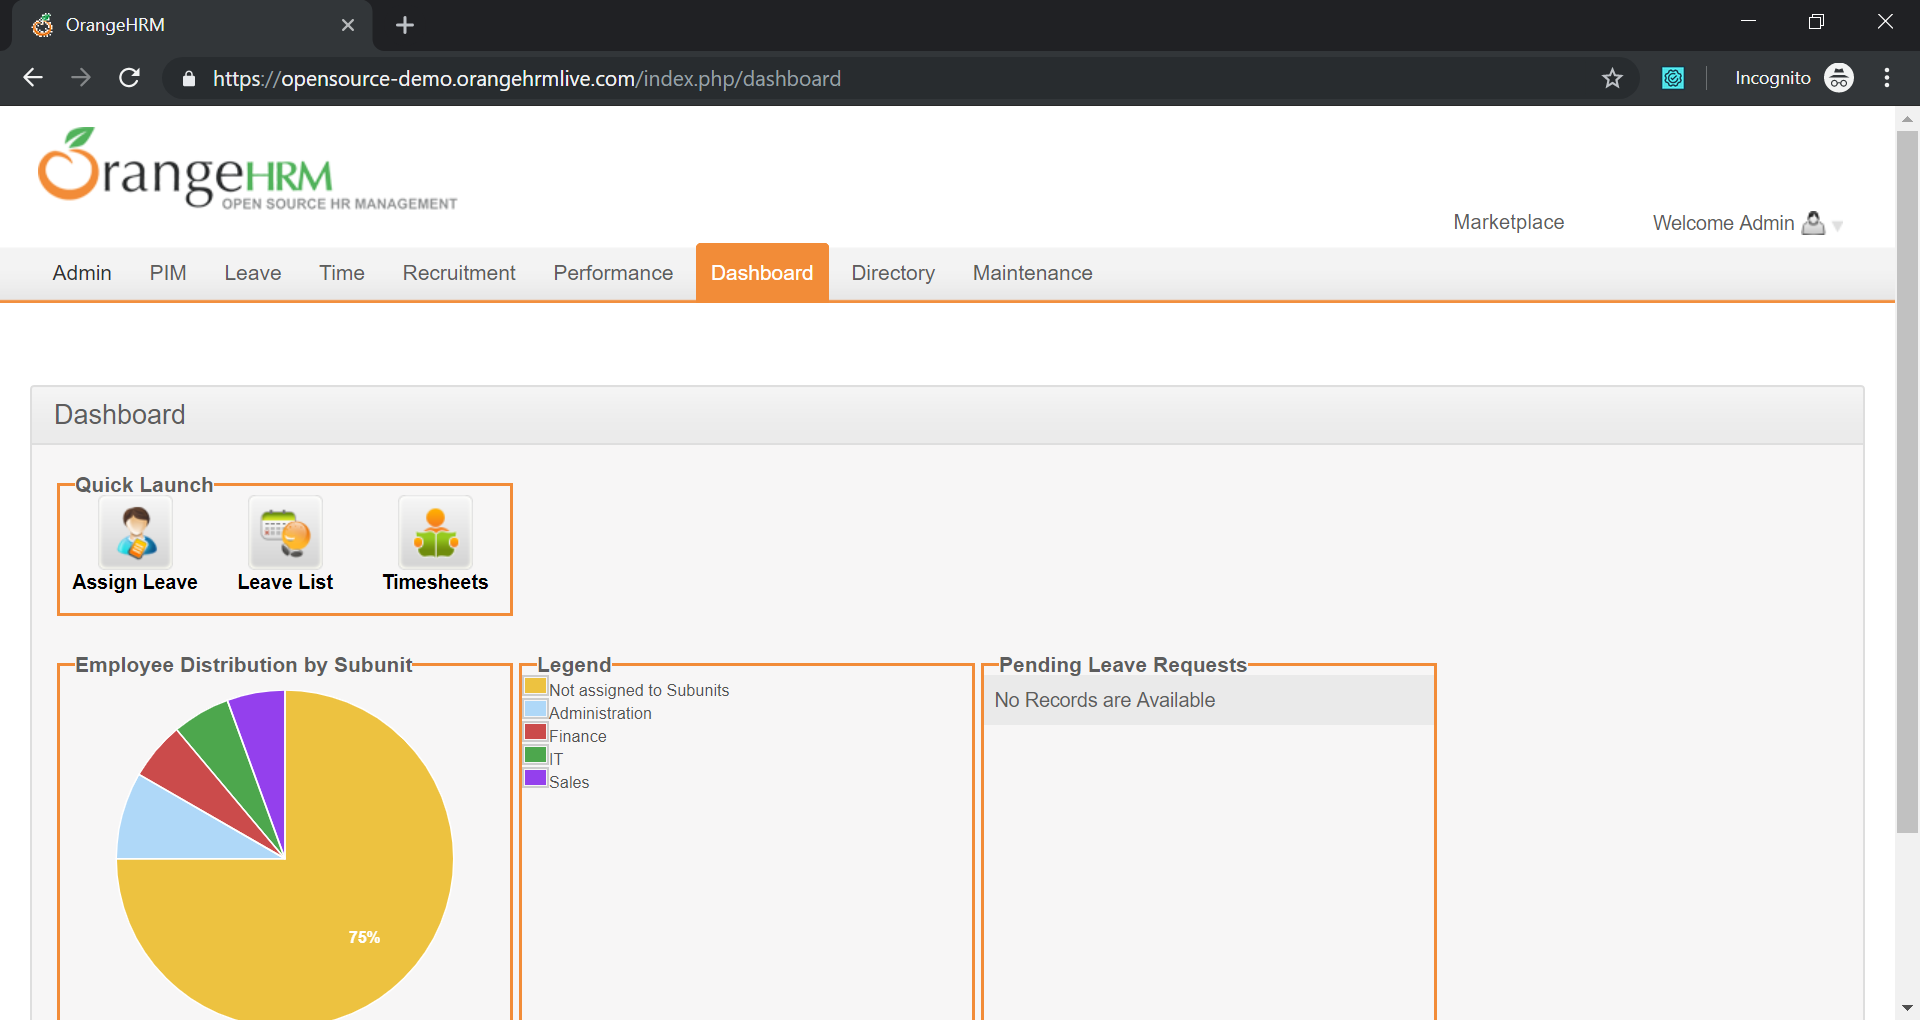 OrangeHRM
https://opensource-demo.orangehrmlive.com/index.php/dashboard
Incognito
OrangeHRM
OPEN SOURCE HR MANAGEMENT
Marketplace
Welcome Admin
Admin PIM Leave Time Recruitment Performance Dashboard Directory Maintenance
Dashboard
Quick Launch
Assign Leave Leave List Timesheets
Employee Distribution by Subunit
75%
Legend
Not assigned to Subunits
Administration
Finance
IT
Sales
Pending Leave Requests
No Records are Available